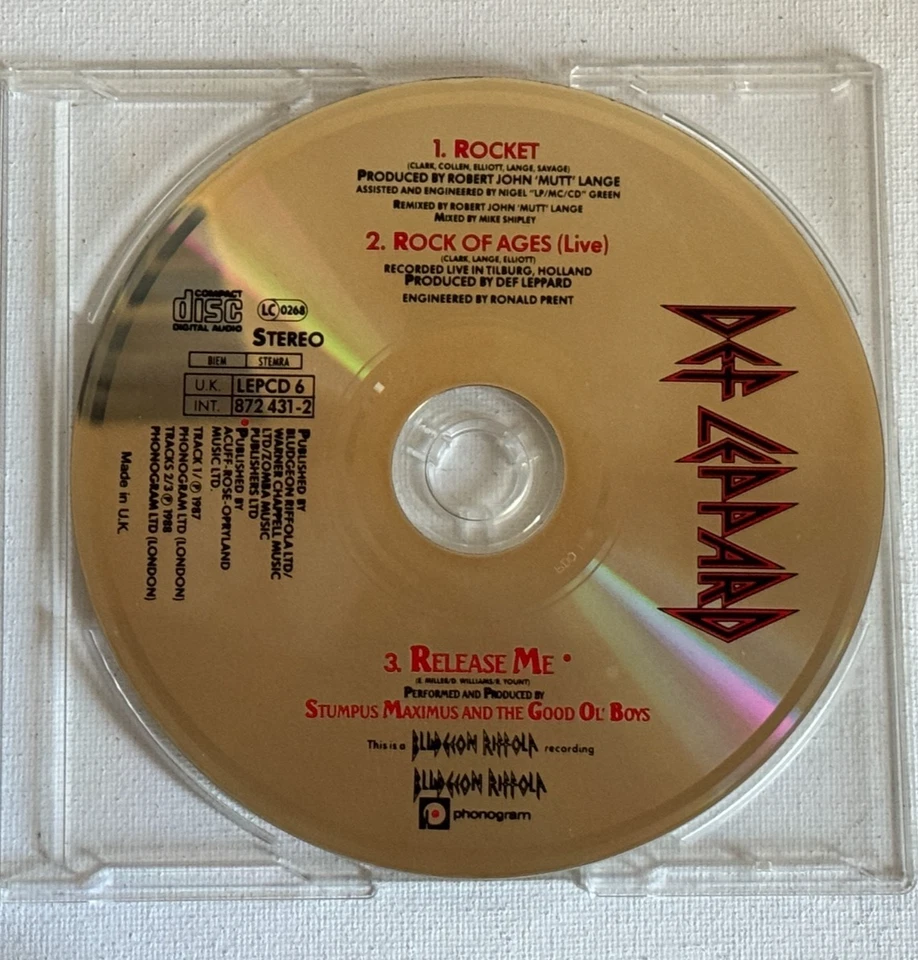 1. ROCKET
(CLARK, COLLEN, ELLIOTT, LANGE, SAVAGE)
PRODUCED BY ROBERT JOHN 'MUTT' LANGE
ASSISTED AND ENGINEERED BY NIGEL "LP/MC/CD" GREEN
REMIXED BY ROBERT JOHN 'MUTT' LANGE
MIXED BY MIKE SHIPLEY
2. ROCK OF AGES (Live)
(CLARK, LANGE, ELLIOTT)
RECORDED LIVE IN TILBURG, HOLLAND
PRODUCED BY DEF LEPPARD
ENGINEERED BY RONALD PRENT
COMPACT
disc
DIGITAL AUDIO
LC 0268
STEREO
BIEM STEMRA
U.K. LEPCD 6
INT. 872 431-2
PUBLISHED BY
BLUDGEON RIFFOLA LTD/
WARNER CHAPPELL MUSIC
LTD/ZOMBA MUSIC
PUBLISHERS LTD
•PUBLISHED BY
ACUFF-ROSE-OPRYLAND
MUSIC LTD.
TRACK 1/℗ 1987
PHONOGRAM LTD (LONDON)
TRACKS 2/3 ℗ 1988
PHONOGRAM LTD (LONDON)
Made in U.K.
DEF LEPPARD
3. RELEASE ME •
(E. MILLER/D. WILLIAMS/R. YOUNT)
PERFORMED AND PRODUCED BY
STUMPUS MAXIMUS AND THE GOOD OL' BOYS
This is a BLUDGEON RIFFOLA recording
BLUDGEON RIFFOLA
phonogram